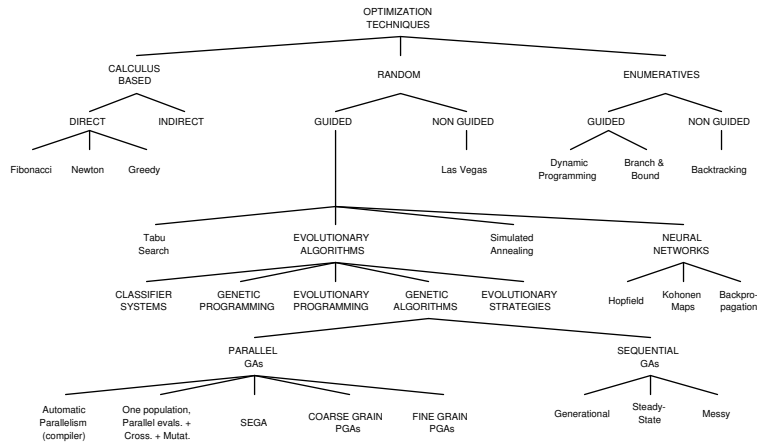 OPTIMIZATION
TECHNIQUES
CALCULUS
BASED
RANDOM
ENUMERATIVES
DIRECT
INDIRECT
GUIDED
NON GUIDED
GUIDED
NON GUIDED
Fibonacci
Newton
Greedy
Las Vegas
Dynamic
Programming
Branch &
Bound
Backtracking
Tabu
Search
EVOLUTIONARY
ALGORITHMS
Simulated
Annealing
NEURAL
NETWORKS
CLASSIFIER
SYSTEMS
GENETIC
PROGRAMMING
EVOLUTIONARY
PROGRAMMING
GENETIC
ALGORITHMS
EVOLUTIONARY
STRATEGIES
Hopfield
Kohonen
Maps
Backpro-
pagation
PARALLEL
GAs
SEQUENTIAL
GAs
Automatic
Parallelism
(compiler)
One population,
Parallel evals. +
Cross. + Mutat.
SEGA
COARSE GRAIN
PGAs
FINE GRAIN
PGAs
Generational
Steady-
State
Messy